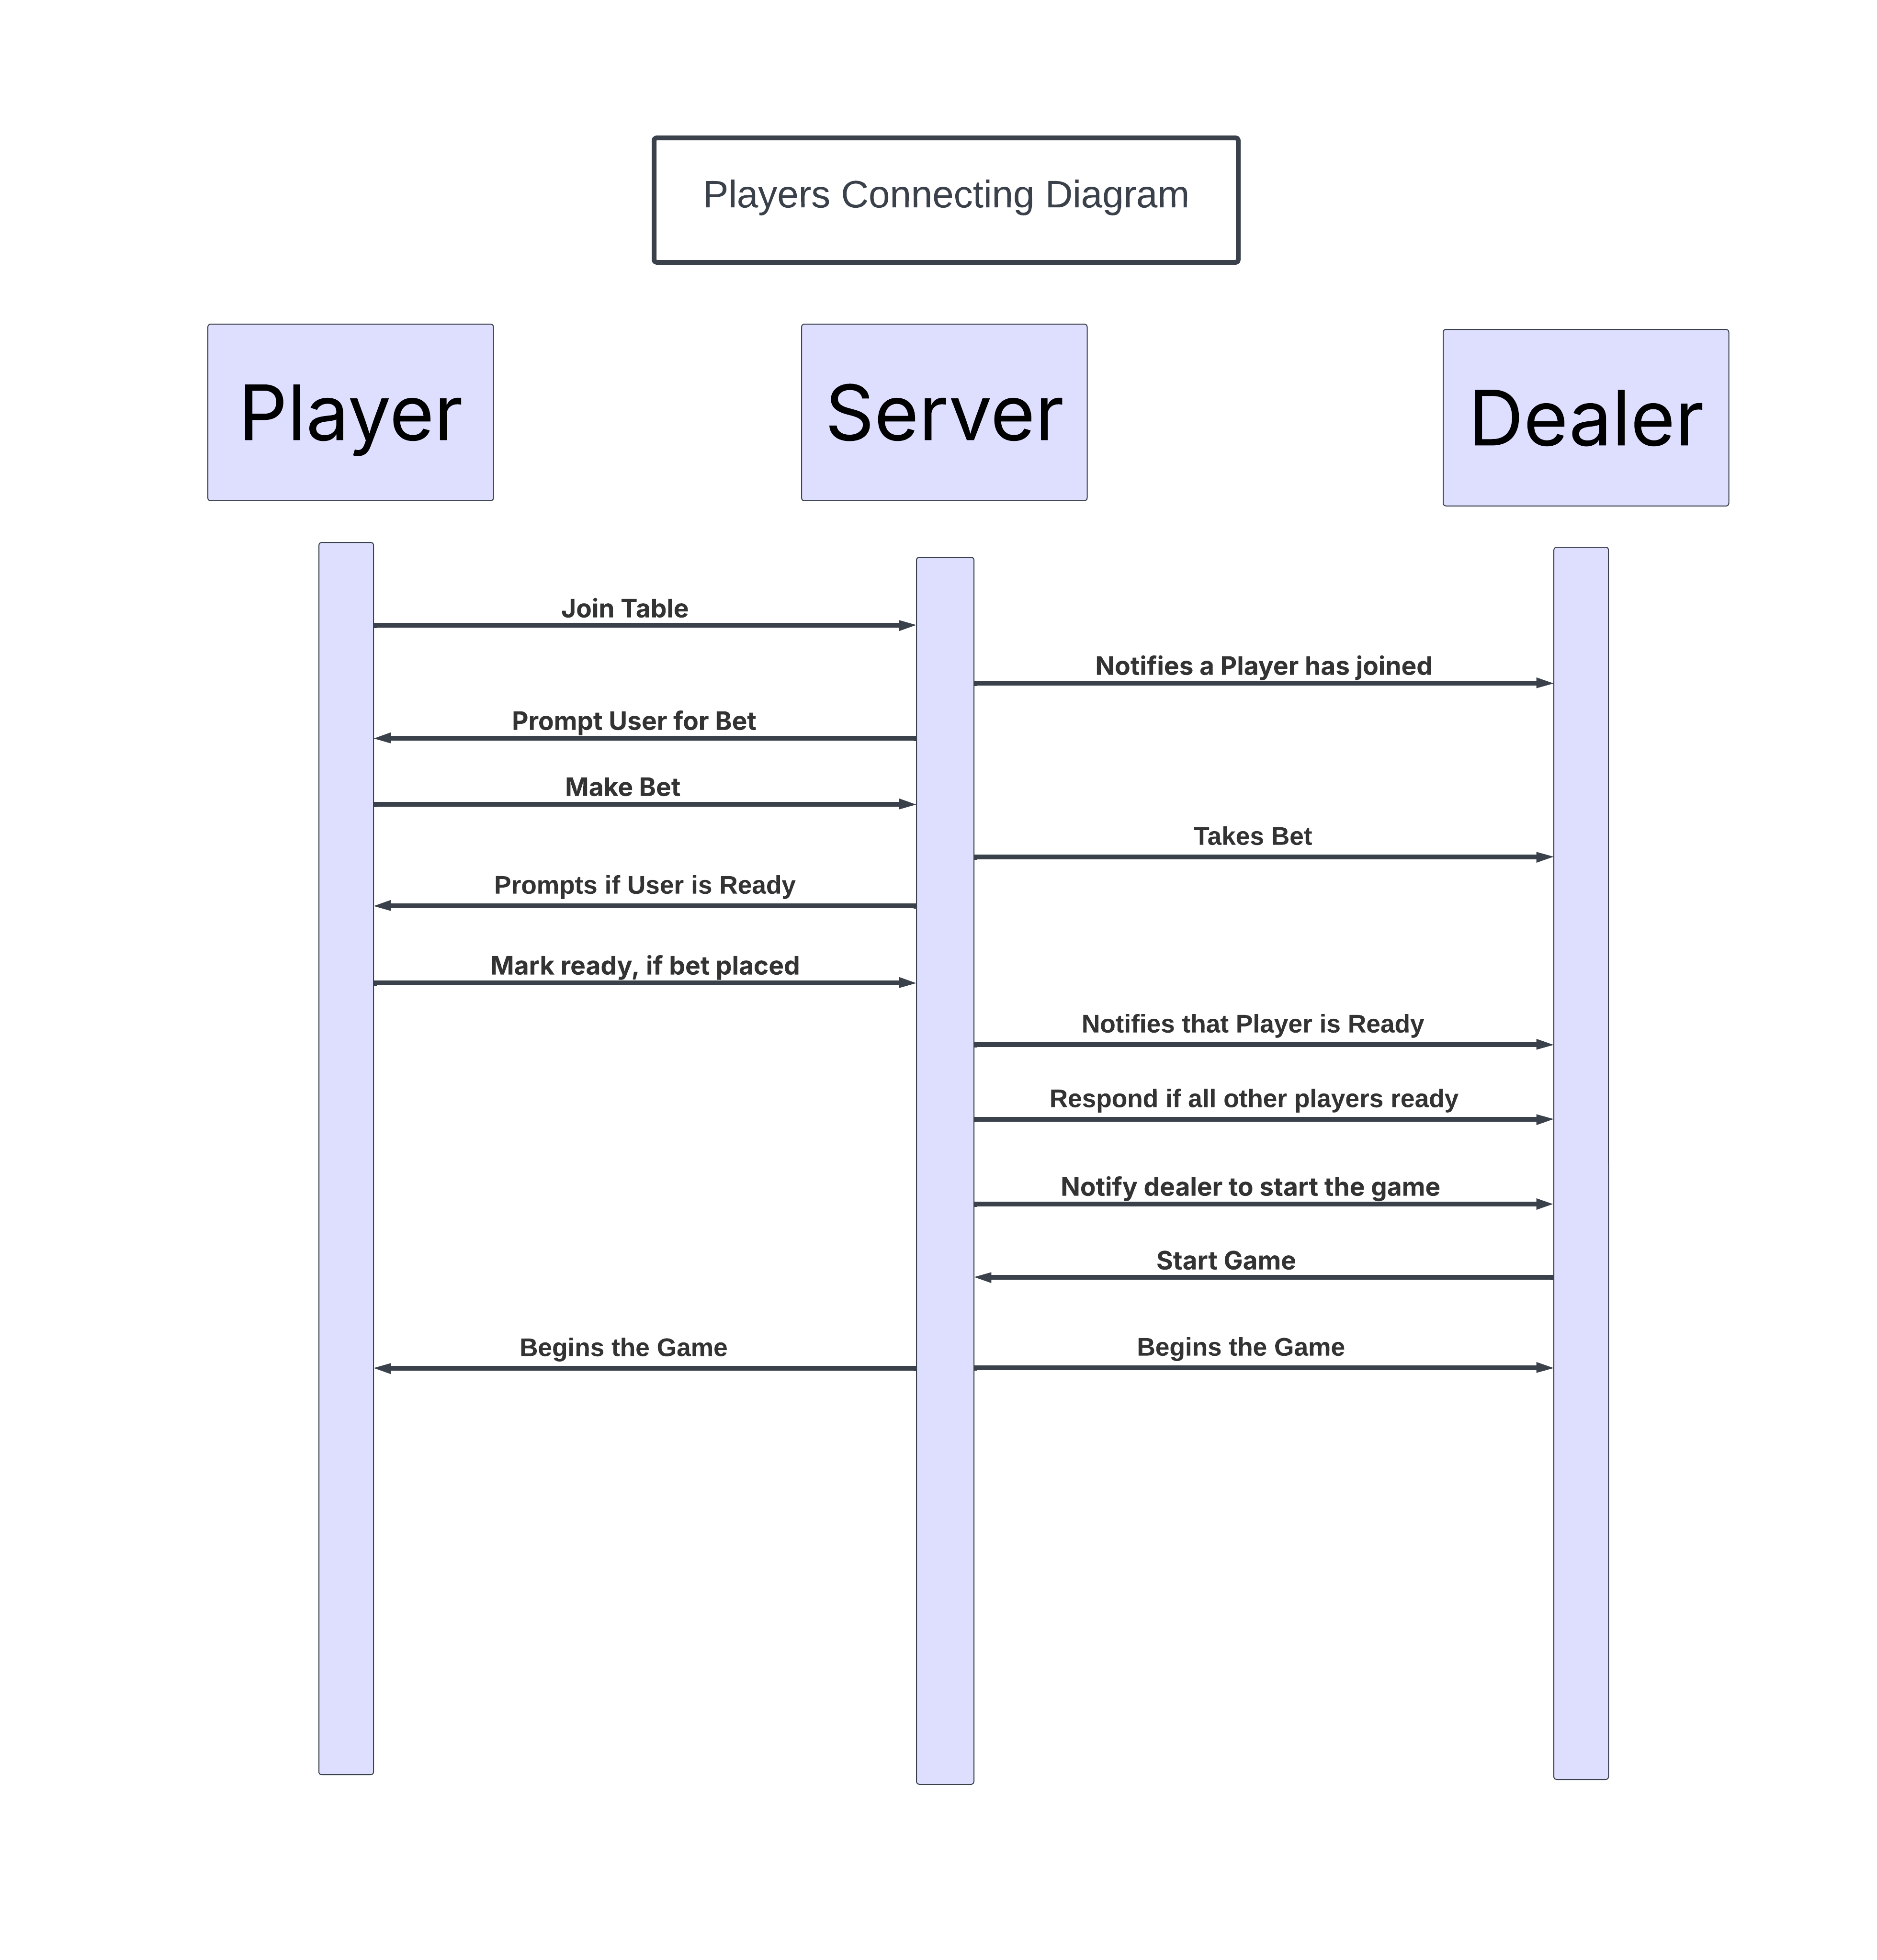 Players Connecting Diagram
Player
Server
Dealer
Join Table
Notifies a Player has joined
Prompt User for Bet
Make Bet
Takes Bet
Prompts if User is Ready
Mark ready, if bet placed
Notifies that Player is Ready
Respond if all other players ready
Notify dealer to start the game
Start Game
Begins the Game
Begins the Game